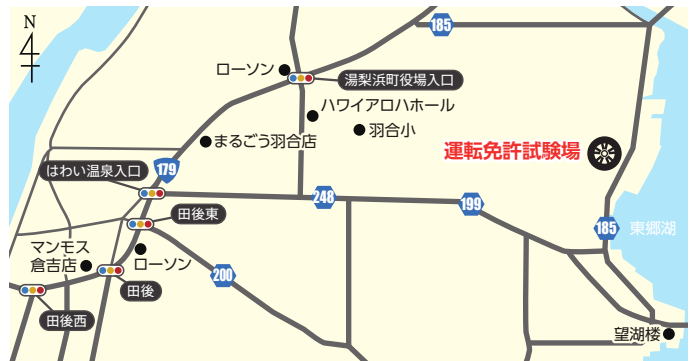 N
185
ローソン
湯梨浜町役場入口
ハワイアロハホール
羽合小
まるごう羽合店
運転免許試験場
はわい温泉入口
179
248
199
田後東
185
東郷湖
マンモス
倉吉店
ローソン
200
田後
田後西
望湖楼